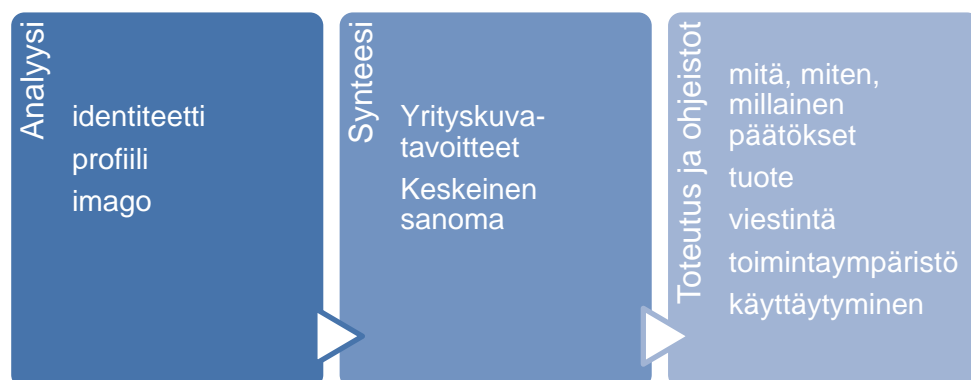 Analyysi
identiteetti
profiili
imago
Synteesi
Yrityskuva-
tavoitteet
Keskeinen
sanoma
Toteutus ja ohjeistot
mitä, miten,
millainen
päätökset
tuote
viestintä
toimintaympäristö
käyttäytyminen